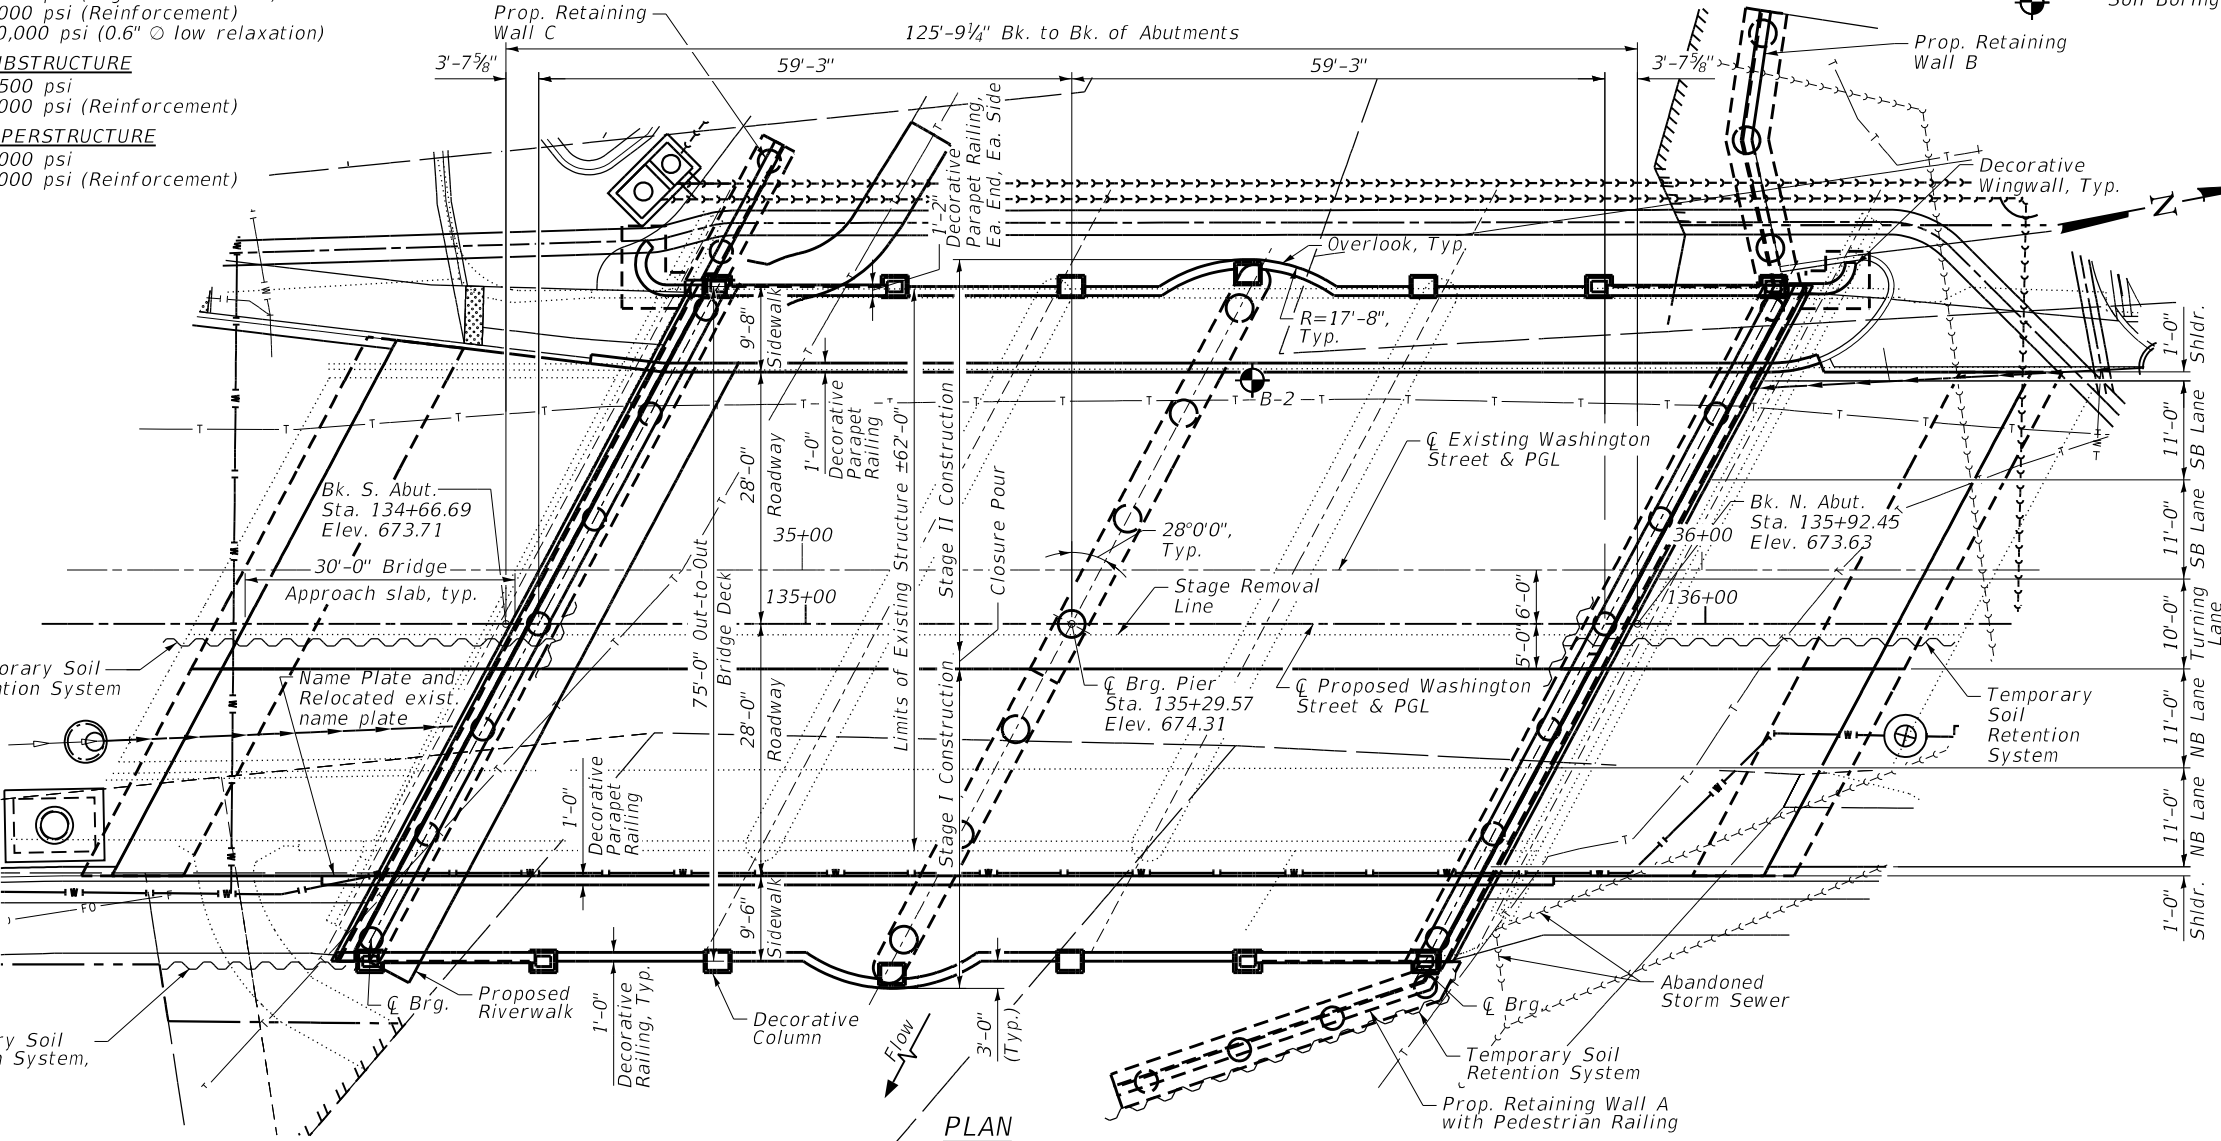 000 psi (Reinforcement)
0,000 psi (0.6" ∅ low relaxation)
BSTRUCTURE
500 psi
000 psi (Reinforcement)
PERSTRUCTURE
000 psi
000 psi (Reinforcement)
Prop. Retaining
Wall C
125'-9¼" Bk. to Bk. of Abutments
3'-7⅝"
59'-3"
59'-3"
3'-7⅝"
Soil Boring
Prop. Retaining
Wall B
Decorative
Wingwall, Typ.
N
1'-2"
Decorative
Parapet Railing,
Ea. End, Ea. Side
Overlook, Typ.
R=17'-8",
Typ.
9'-8"
Sidewalk
1'-0"
Decorative
Parapet
Railing
28'-0"
Roadway
Limits of Existing Structure ±62'-0"
Stage II Construction
Closure Pour
B-2
℄ Existing Washington
Street & PGL
Bk. S. Abut.
Sta. 134+66.69
Elev. 673.71
30'-0" Bridge
Approach slab, typ.
35+00
135+00
75'-0" Out-to-Out
Bridge Deck
28°0'0",
Typ.
Stage Removal
Line
Bk. N. Abut.
Sta. 135+92.45
Elev. 673.63
36+00
136+00
6'-0"
5'-0"
1'-0"
Shldr.
11'-0"
SB Lane
11'-0"
SB Lane
10'-0"
Turning
Lane
11'-0"
NB Lane
11'-0"
NB Lane
1'-0"
Shldr.
orary Soil
ntion System
Name Plate and
Relocated exist.
name plate
℄ Brg. Pier
Sta. 135+29.57
Elev. 674.31
℄ Proposed Washington
Street & PGL
Temporary
Soil
Retention
System
28'-0"
Roadway
Stage I Construction
1'-0"
Decorative
Parapet
Railing
9'-6"
Sidewalk
FO
F
℄ Brg.
Proposed
Riverwalk
1'-0"
Decorative
Railing, Typ.
Decorative
Column
Flow
3'-0"
(Typ.)
℄ Brg.
Abandoned
Storm Sewer
ry Soil
n System,
Temporary Soil
Retention System
Prop. Retaining Wall A
with Pedestrian Railing
PLAN